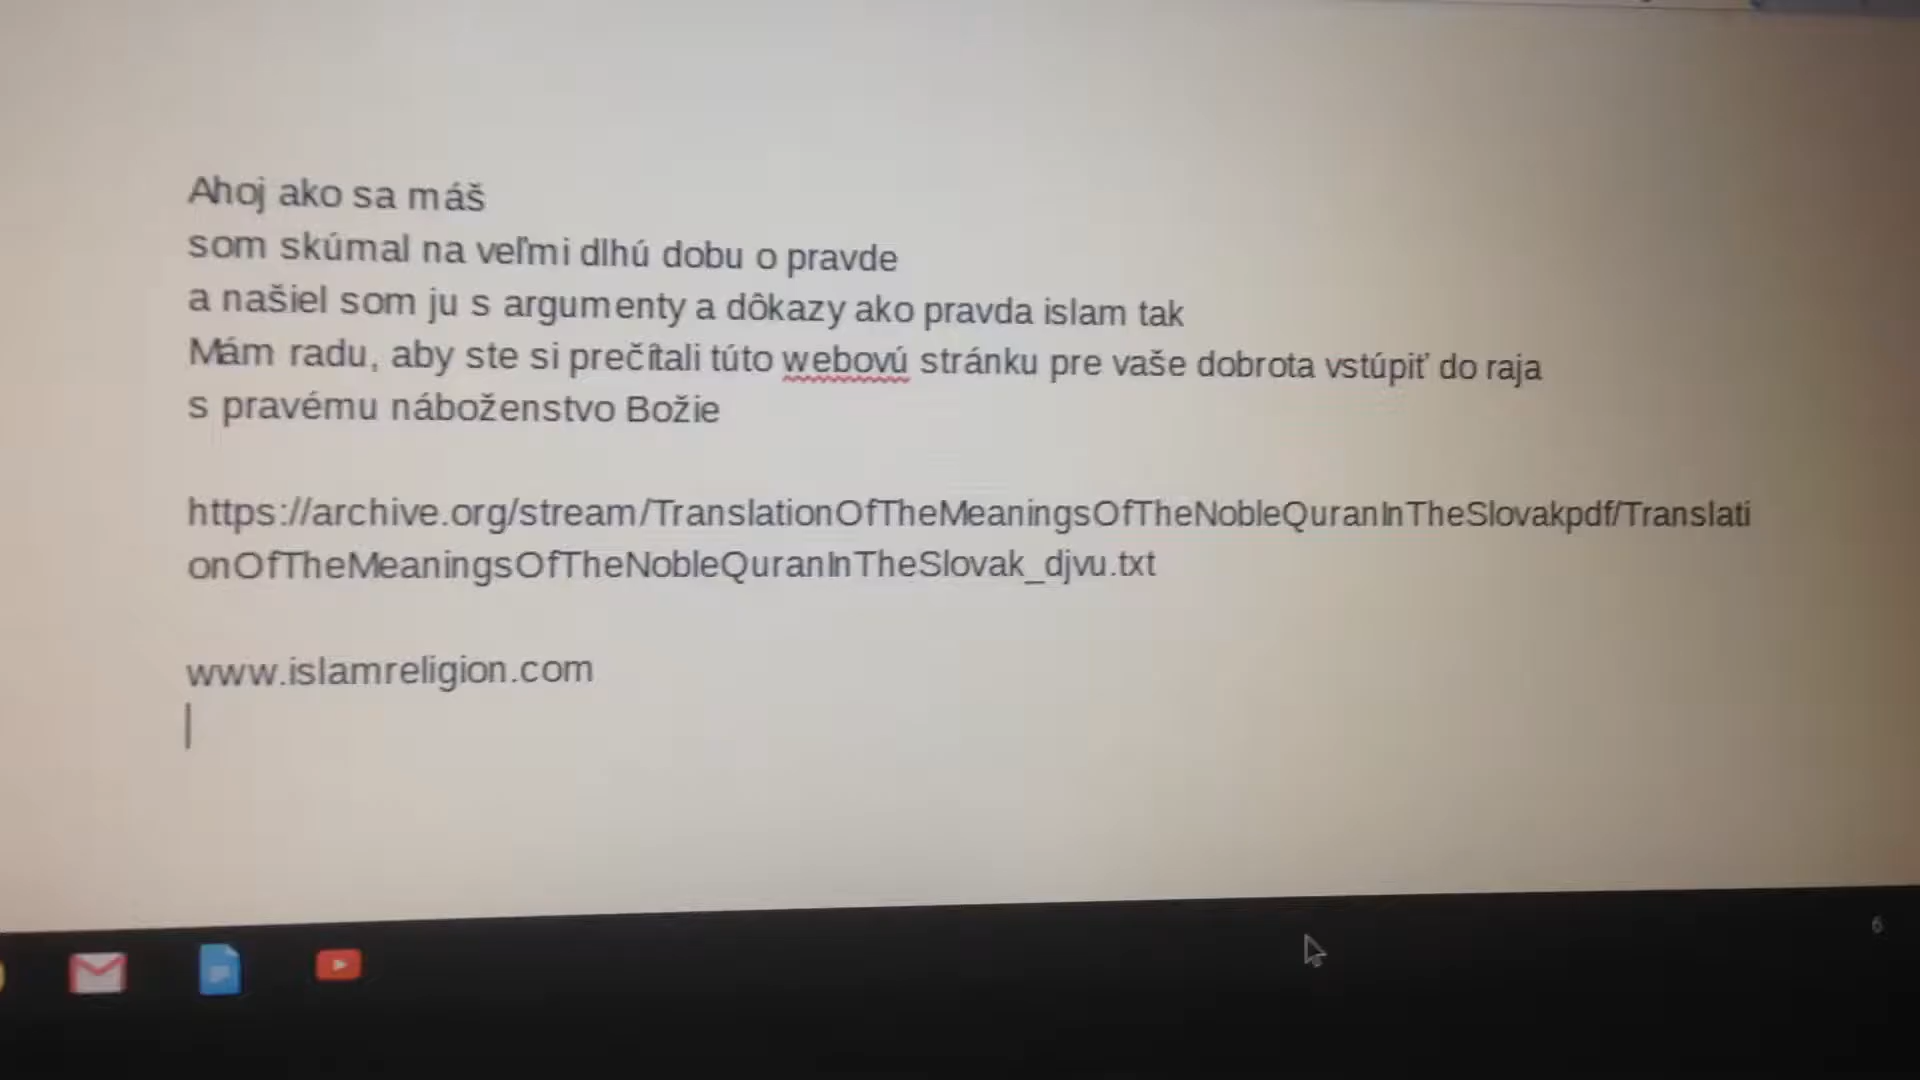 Ahoj ako sa máš
som skúmal na veľmi dlhú dobu o pravde
a našiel som ju s argumenty a dôkazy ako pravda islam tak
Mám radu, aby ste si prečítali túto webovú stránku pre vaše dobrota vstúpiť do raja
s pravému náboženstvo Božie
https://archive.org/stream/TranslationOfTheMeaningsOfTheNobleQuranInTheSlovakpdf/Translati
onOfTheMeaningsOfTheNobleQuranInTheSlovak_djvu.txt
www.islamreligion.com
6